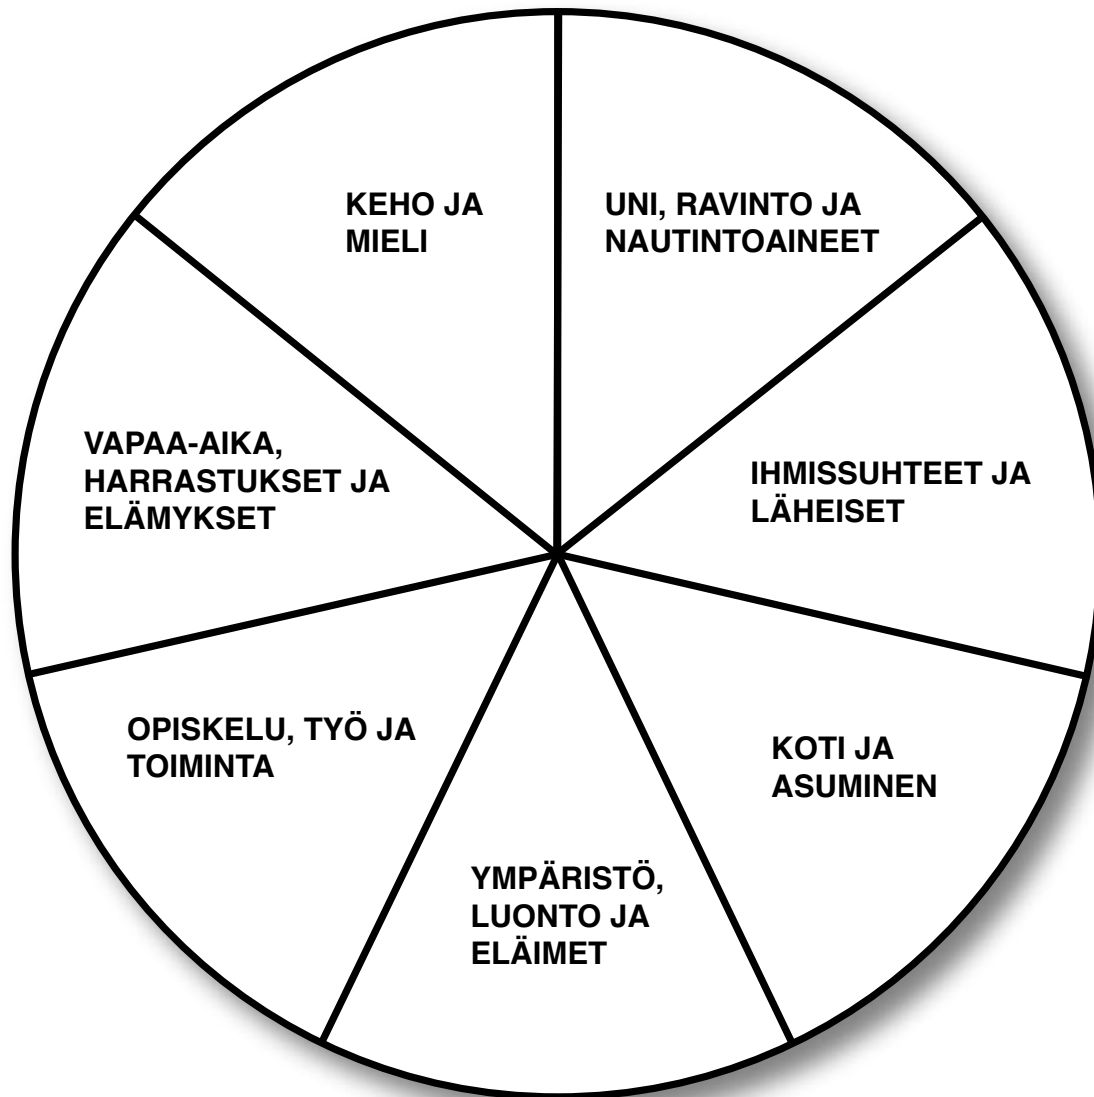 KEHO JA
MIELI
UNI, RAVINTO JA
NAUTINTOAINEET
VAPAA-AIKA,
HARRASTUKSET JA
ELÄMYKSET
IHMISSUHTEET JA
LÄHEISET
OPISKELU, TYÖ JA
TOIMINTA
KOTI JA
ASUMINEN
YMPÄRISTÖ,
LUONTO JA
ELÄIMET